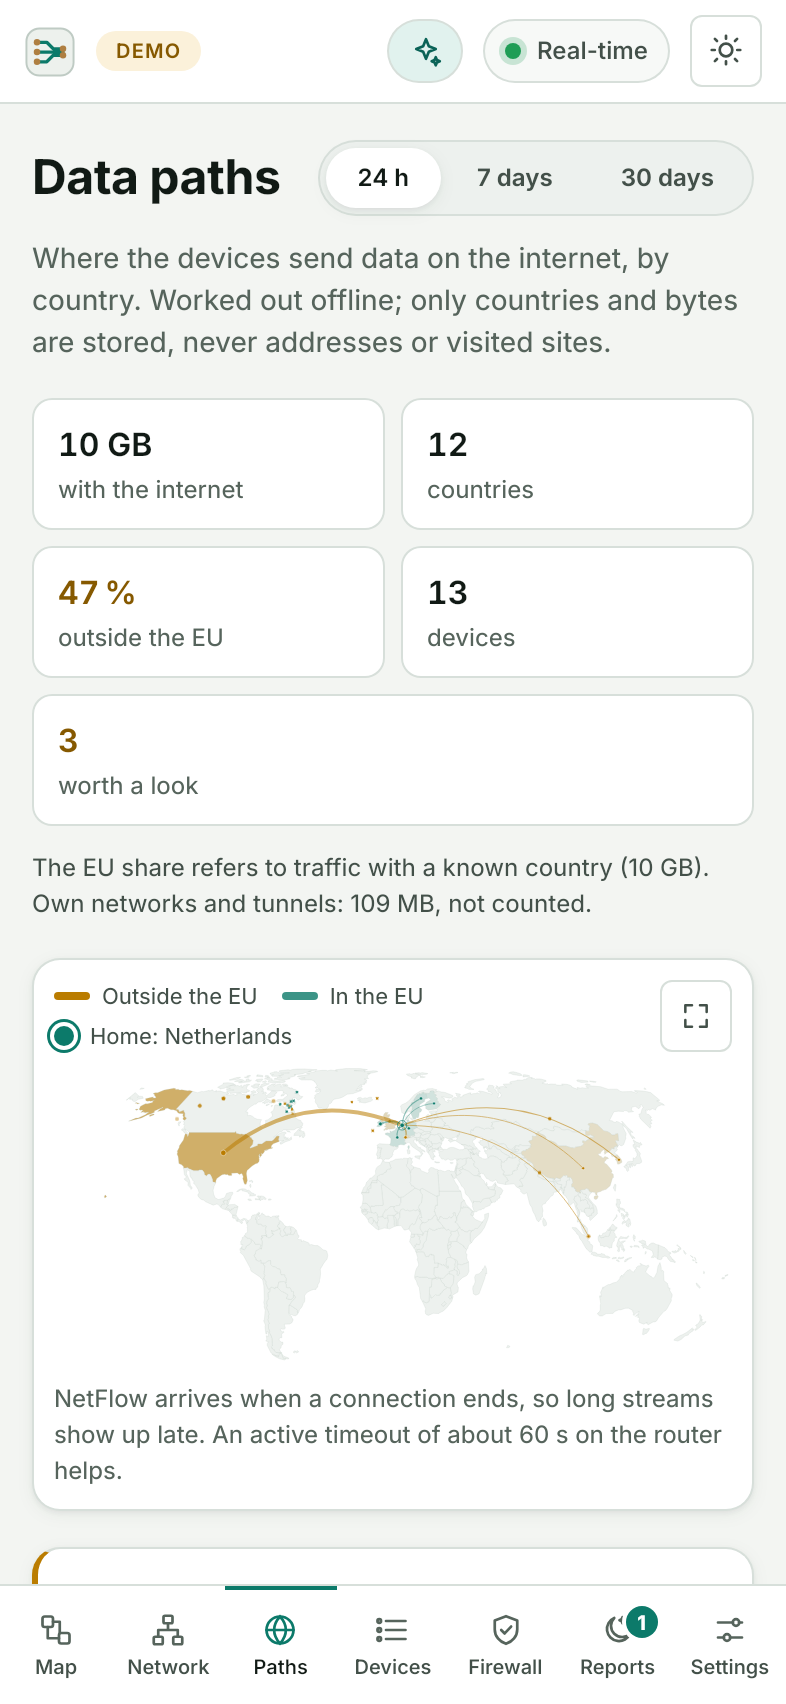 DEMO
Real-time
Data paths
24 h
7 days
30 days
Where the devices send data on the internet, by
country. Worked out offline; only countries and bytes
are stored, never addresses or visited sites.
10 GB
with the internet
12
countries
47 %
outside the EU
13
devices
3
worth a look
The EU share refers to traffic with a known country (10 GB).
Own networks and tunnels: 109 MB, not counted.
Outside the EU
In the EU
Home: Netherlands
NetFlow arrives when a connection ends, so long streams
show up late. An active timeout of about 60 s on the router
helps.
1
Map
Network
Paths
Devices
Firewall
Reports
Settings